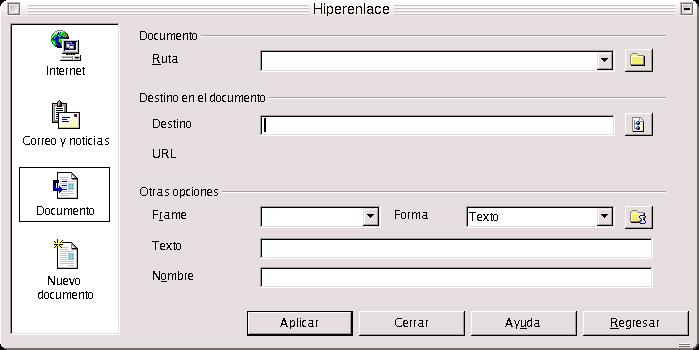 Hiperenlace
Internet
Correo y noticias
Documento
Nuevo
documento
Documento
Ruta
Destino en el documento
Destino
URL
Otras opciones
Frame
Forma
Texto
Texto
Nombre
Aplicar
Cerrar
Ayuda
Regresar